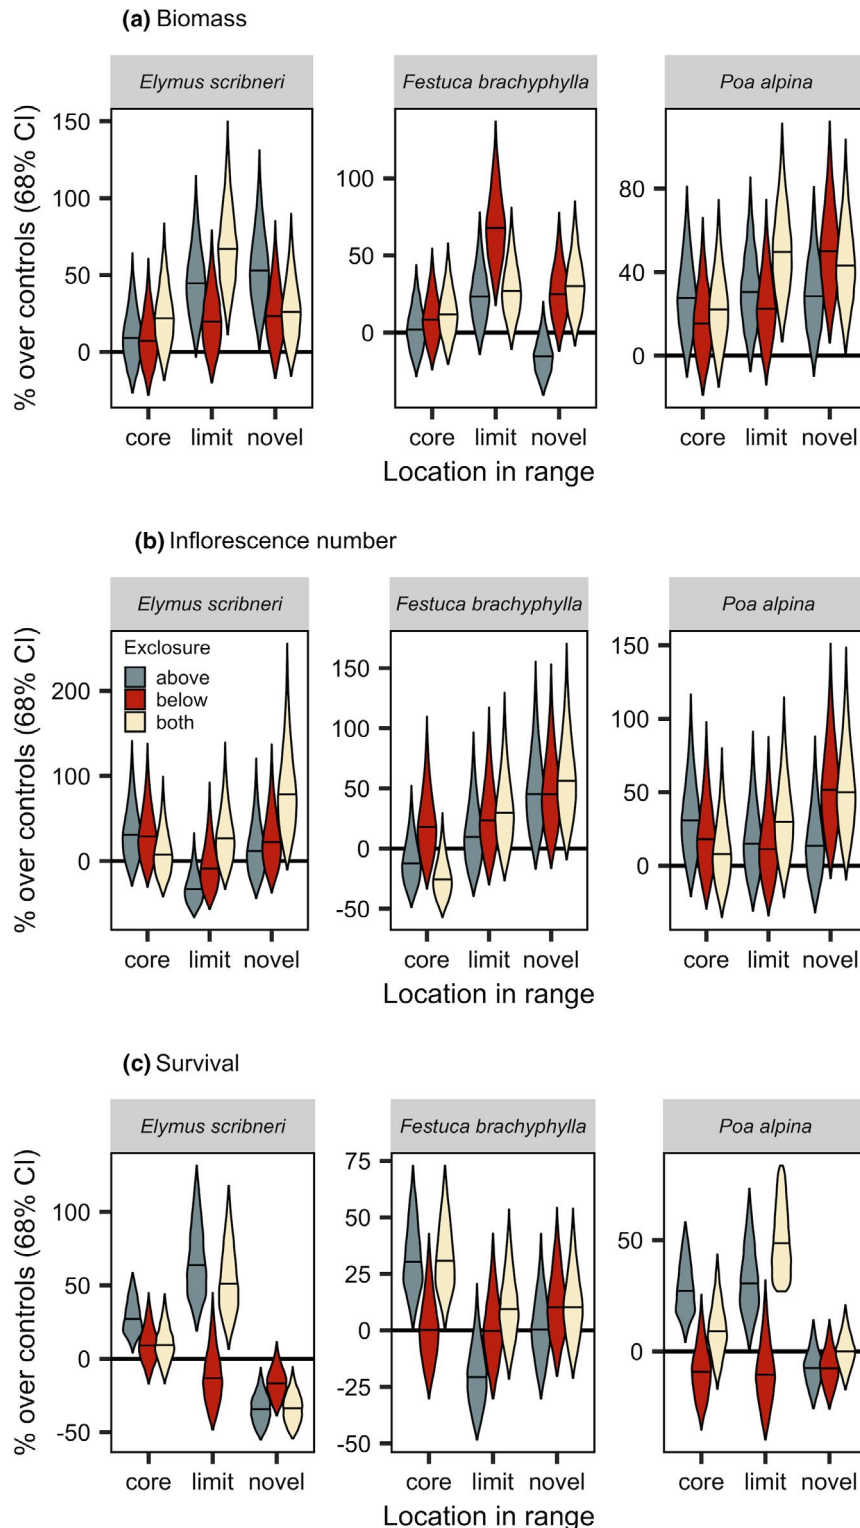 (a) Biomass
Elymus scribneri Festuca brachyphylla Poa alpina
% over controls (68% CI)
150
100
50
0
100
50
0
80
40
0
core limit novel core limit novel core limit novel
Location in range
(b) Inflorescence number
Elymus scribneri Festuca brachyphylla Poa alpina
% over controls (68% CI)
Exclosure
above
below
both
200
100
0
150
100
50
0
-50
150
100
50
0
core limit novel core limit novel core limit novel
Location in range
(c) Survival
Elymus scribneri Festuca brachyphylla Poa alpina
% over controls (68% CI)
100
50
0
-50
75
50
25
0
-25
-50
50
0
core limit novel core limit novel core limit novel
Location in range